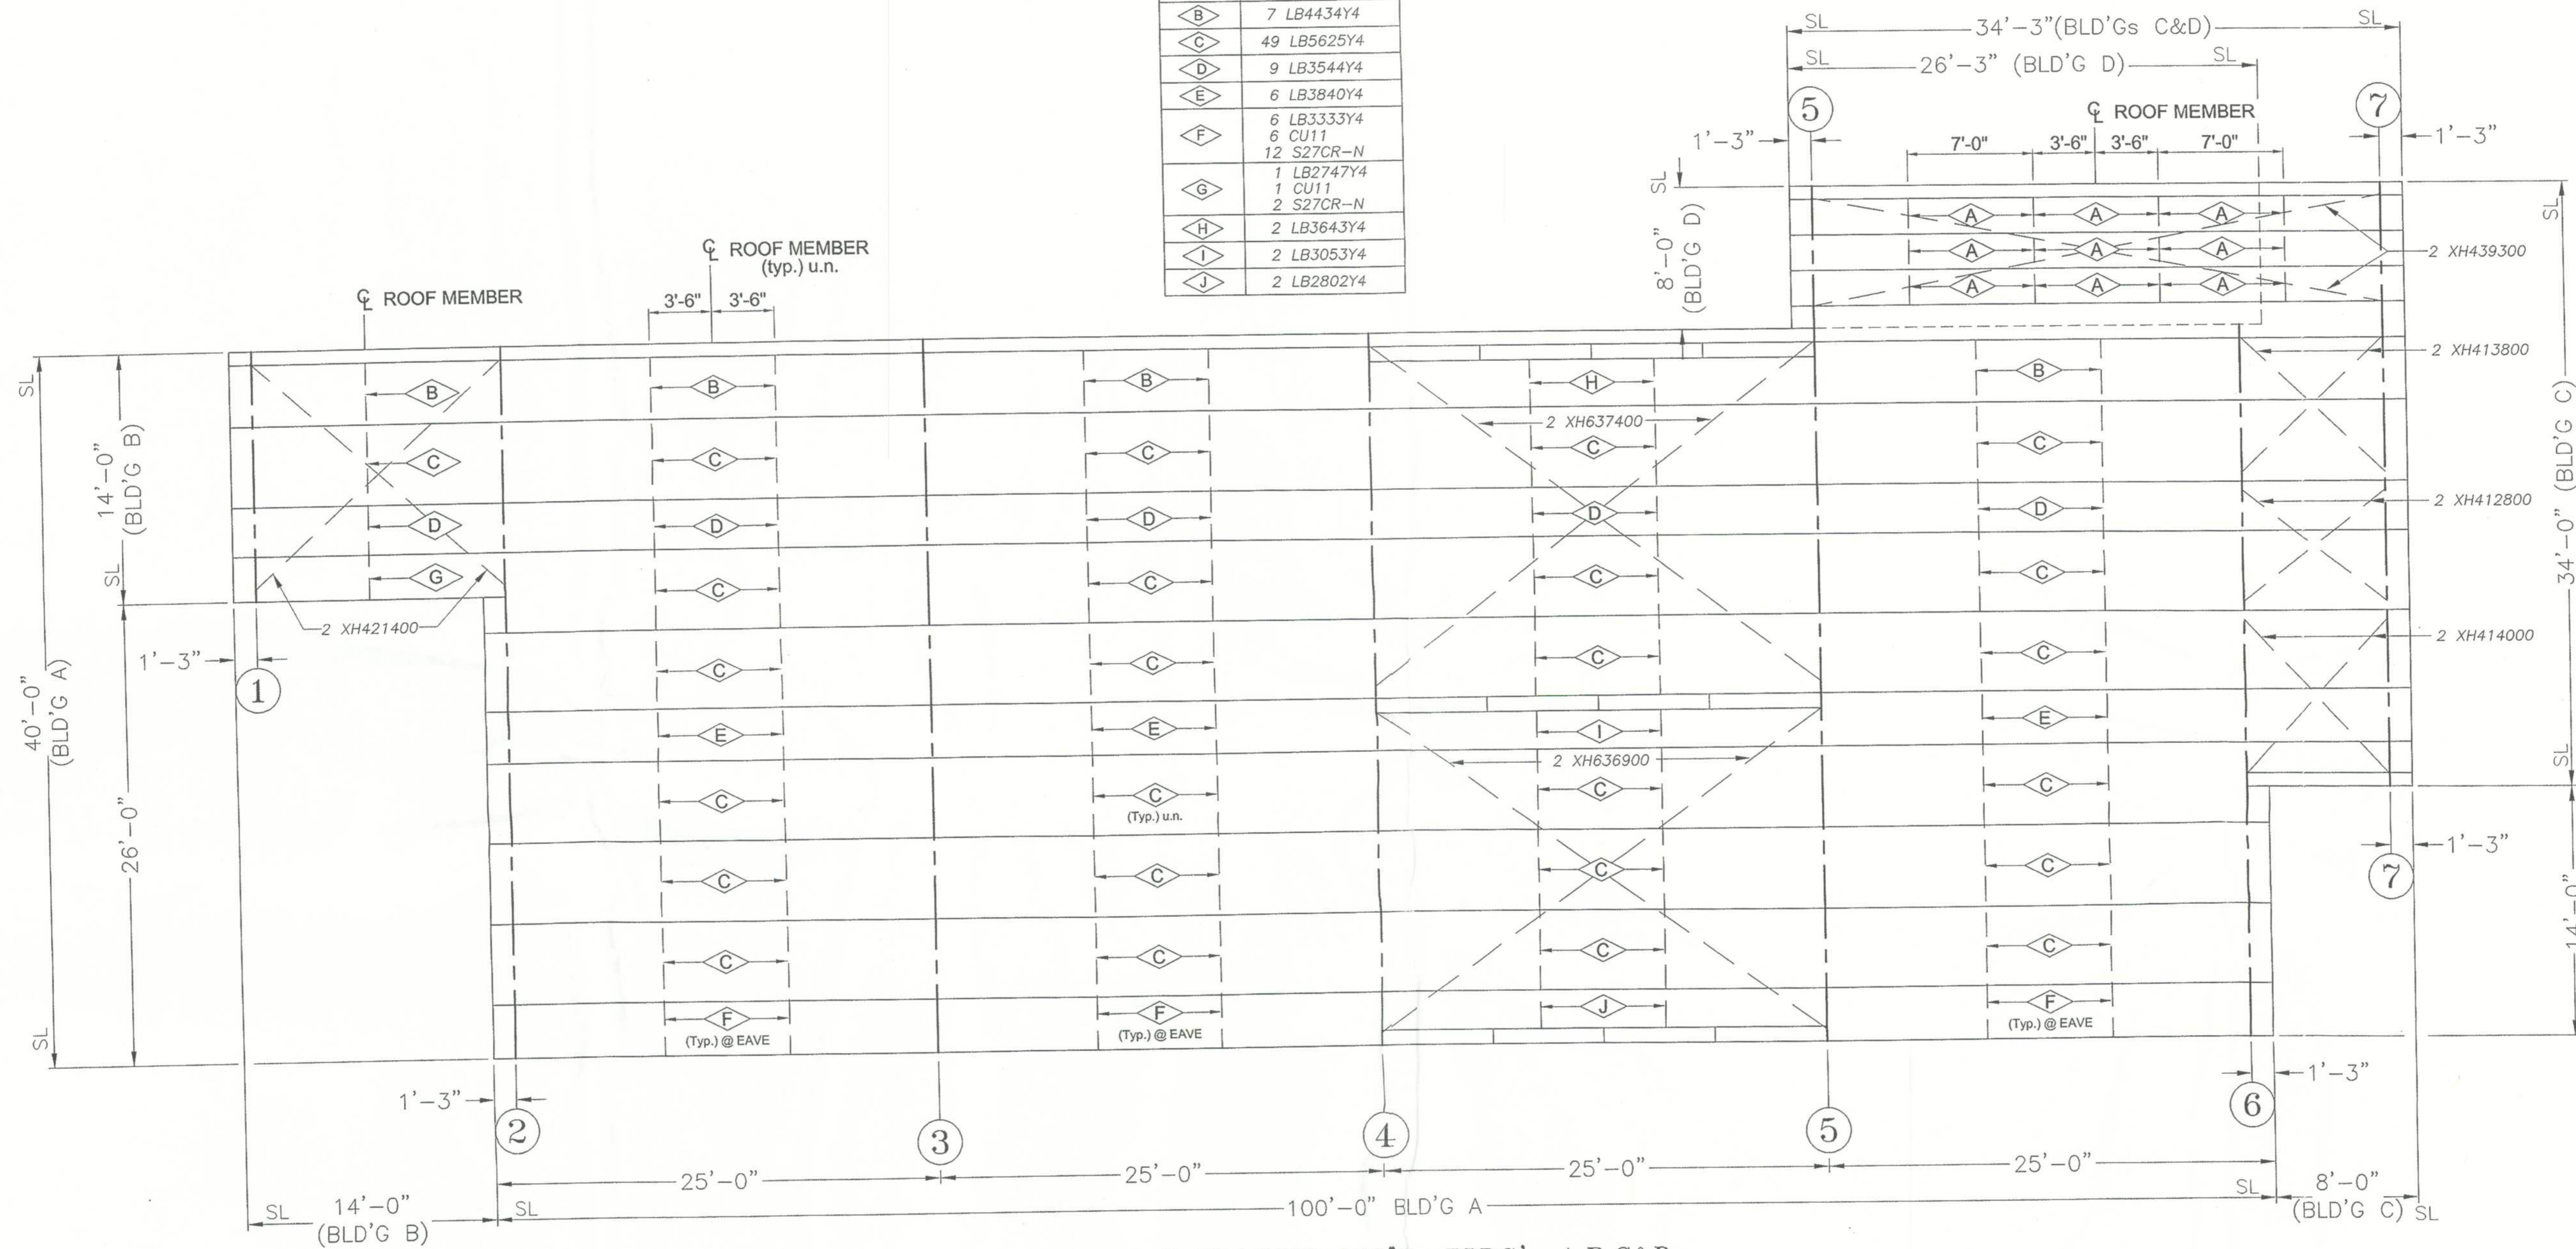 B 7 LB4434Y4
C 49 LB5625Y4
D 9 LB3544Y4
E 6 LB3840Y4
F 6 LB3333Y4
6 CU11
12 S27CR-N
G 1 LB2747Y4
1 CU11
2 S27CR-N
H 2 LB3643Y4
I 2 LB3053Y4
J 2 LB2802Y4
SL 34'-3"(BLD'Gs C&D) SL
SL 26'-3" (BLD'G D) SL
5
7
℄ ROOF MEMBER
1'-3"
7'-0" 3'-6" 3'-6" 7'-0"
1'-3"
SL
8'-0"
(BLD'G D)
A A A
A A A
A A A
2 XH439300
SL
34'-0" (BLD'G C)
SL
14'-0"
℄ ROOF MEMBER
(typ.) u.n.
3'-6" 3'-6"
℄ ROOF MEMBER
SL
40'-0"
(BLD'G A)
SL
14'-0"
(BLD'G B)
SL
26'-0"
B B B H B
2 XH413800
2 XH637400
C C C C C
D D D D D
2 XH412800
G C C C C
2 XH421400
C C C C
2 XH414000
1'-3"
1
E E I E
2 XH636900
C C C C
(Typ.) u.n.
C C C C
1'-3"
7
C C C C
F F J F
(Typ.) @ EAVE (Typ.) @ EAVE (Typ.) @ EAVE
1'-3" 1'-3"
2 3 4 5 6
25'-0" 25'-0" 25'-0" 25'-0"
SL 14'-0" SL 100'-0" BLD'G A SL 8'-0"
(BLD'G B) (BLD'G C) SL